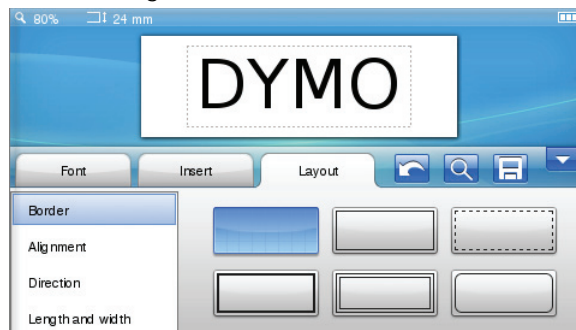 80% 24 mm
DYMO
Font Insert Layout
Border
Alignment
Direction
Length and width